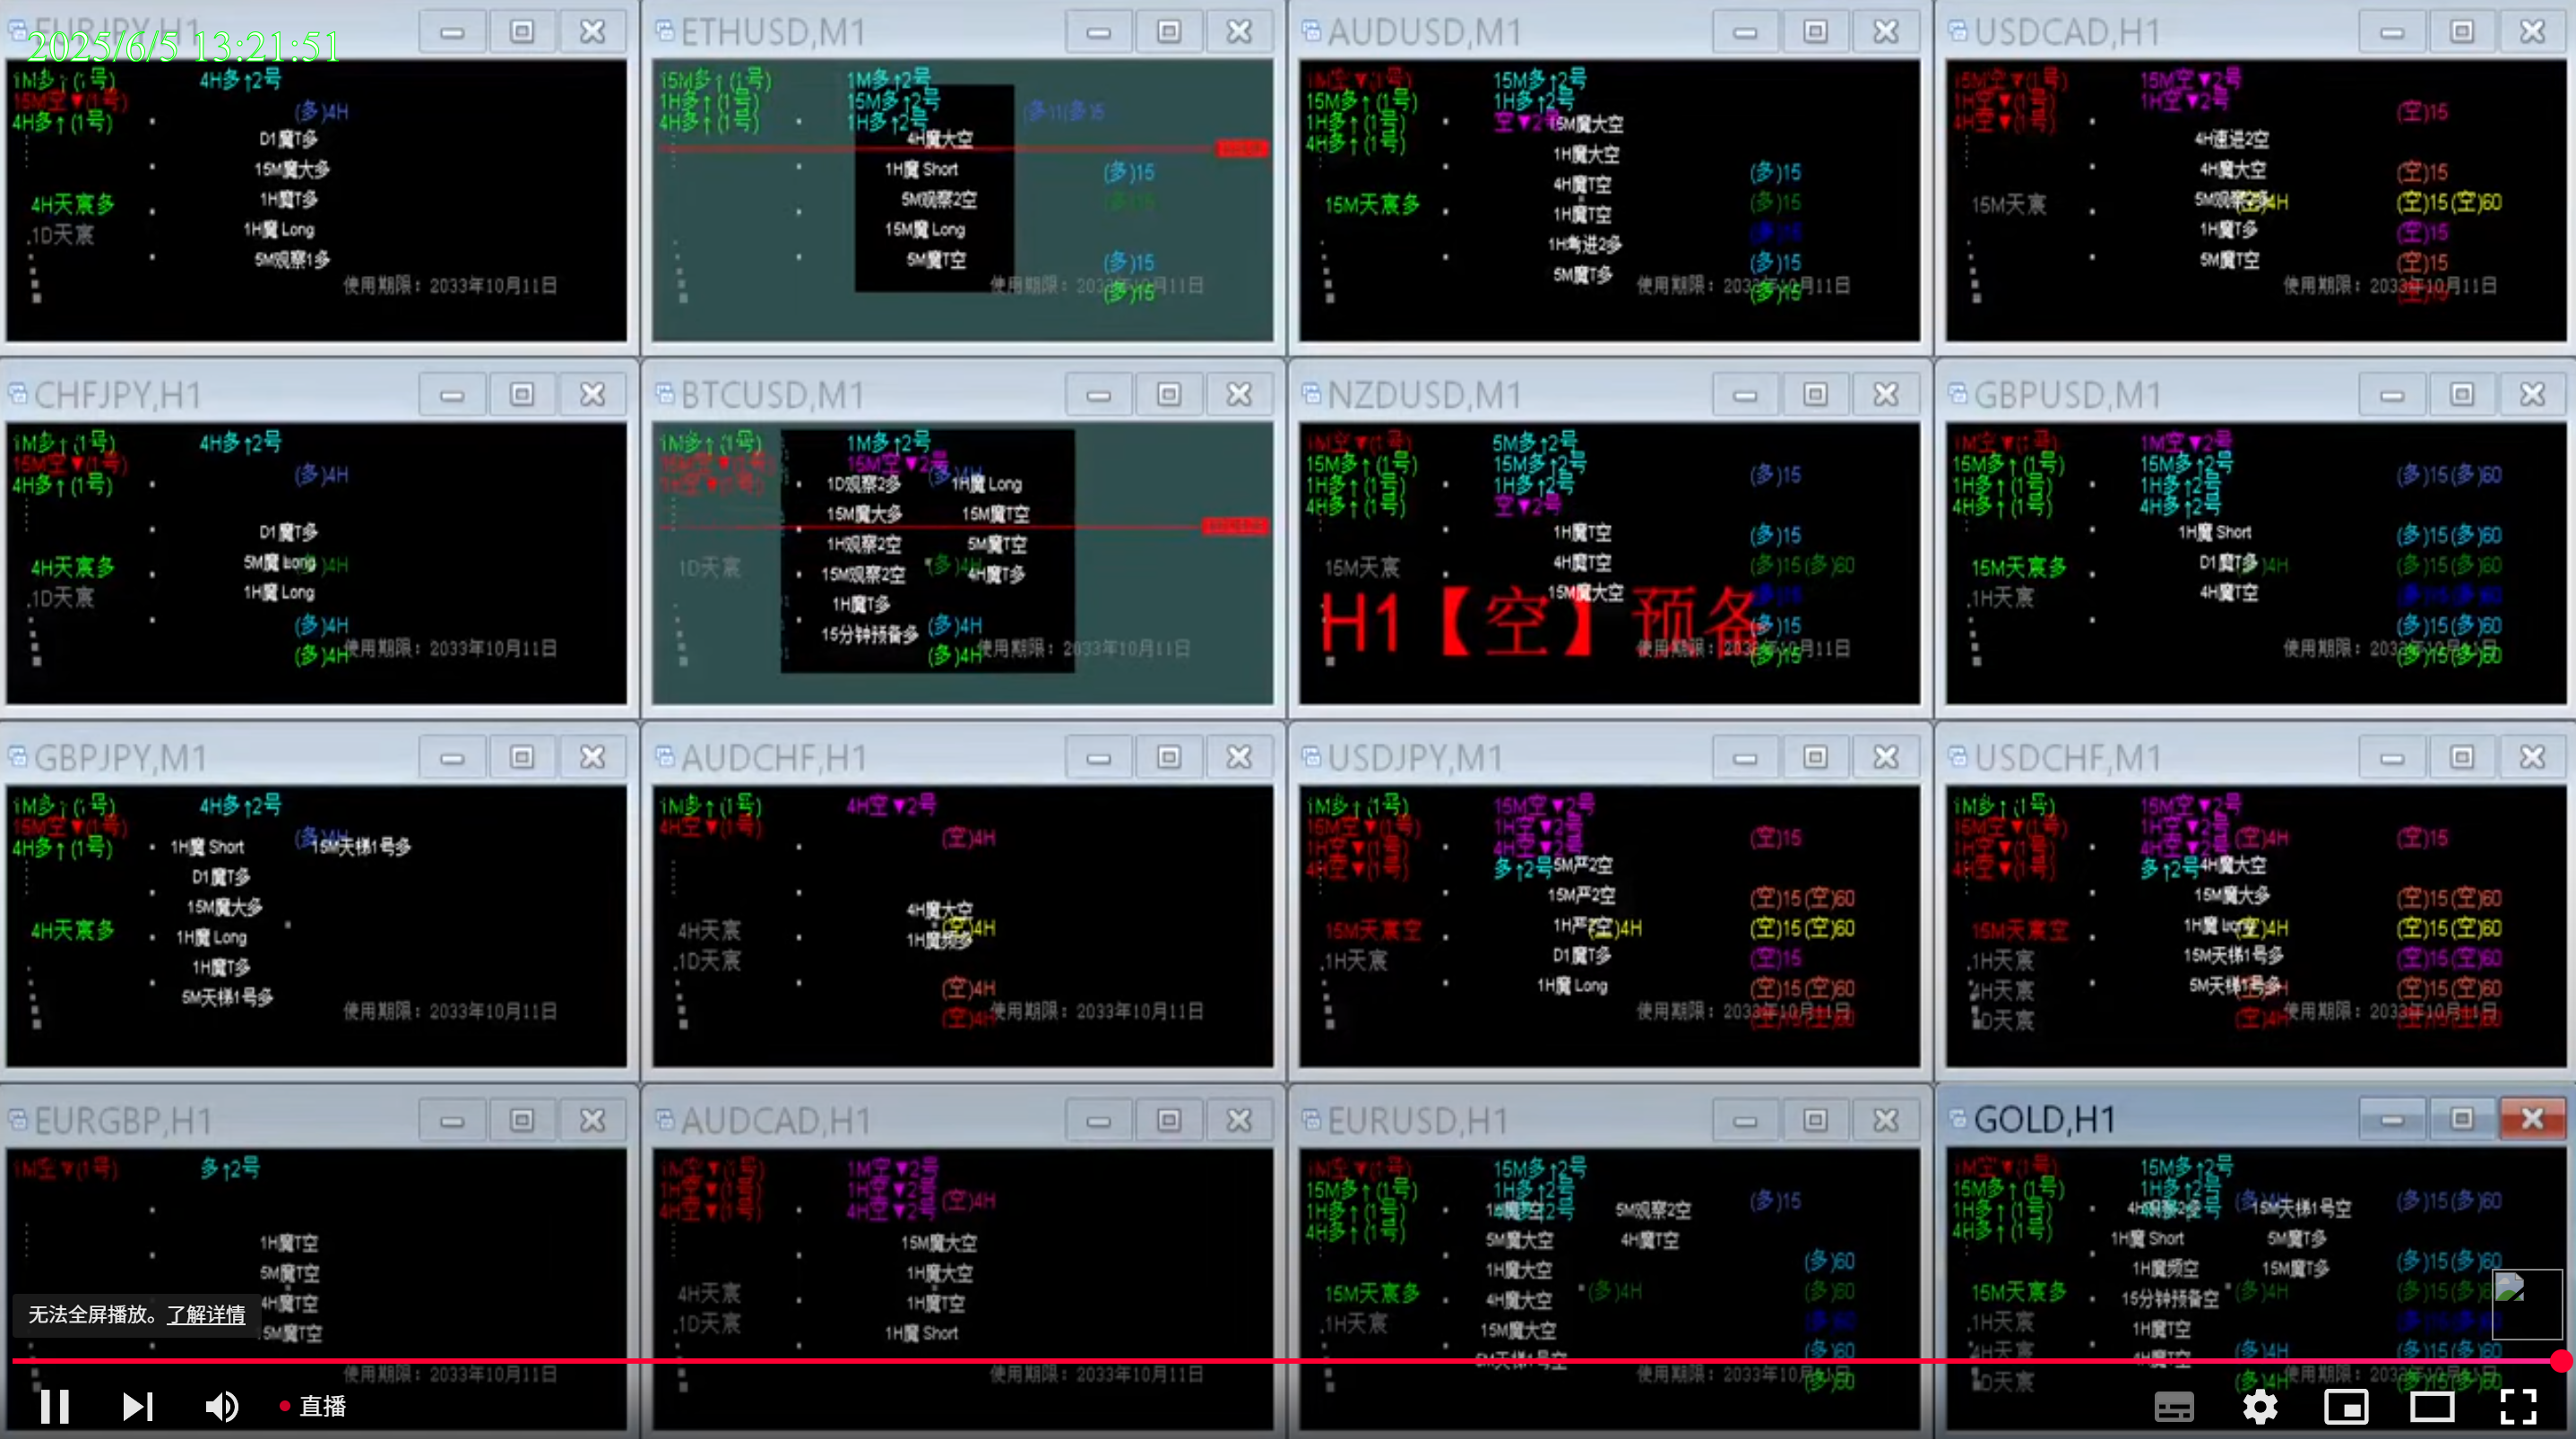 EURJPY,H1
2025/6/5 13:21:51
1M多↑(1号)
4H多↑2号
15M空▼(1号)
(多)4H
4H多↑(1号)
D1魔T多
15M魔大多
1H魔T多
4H天宸多
1H魔 Long
.1D天宸
5M观察1多
使用期限：2033年10月11日
ETHUSD,M1
15M多↑(1号)
1M多↑2号
1H多↑(1号)
15M多↑2号
4H多↑(1号)
1H多↑2号
4H魔大空
1H魔 Short
(多)15
5M观察2空
(多)15
15M魔 Long
5M魔T空
(多)15
使用期限：2033年10月11日
(多)15
AUDUSD,M1
1M空▼(1号)
15M多↑2号
15M多↑(1号)
1H多↑2号
1H多↑(1号)
空▼2号
15M魔大空
4H多↑(1号)
1H魔大空
4H魔T空
(多)15
15M天宸多
1H魔T空
(多)15
(多)15
1H考进2多
(多)15
5M魔T多
使用期限：2033年10月11日
(多)15
USDCAD,H1
15M空▼(1号)
15M空▼2号
1H空▼(1号)
1H空▼2号
(空)15
4H空▼(1号)
4H速进2空
4H魔大空
(空)15
15M天宸
(空)4H
(空)15(空)60
1H魔T多
(空)15
5M魔T空
(空)15
使用期限：2033年10月11日
CHFJPY,H1
1M多↑(1号)
4H多↑2号
15M空▼(1号)
(多)4H
4H多↑(1号)
D1魔T多
4H天宸多
5M魔 Long
)4H
.1D天宸
1H魔 Long
(多)4H
(多)4H
使用期限：2033年10月11日
BTCUSD,M1
1M多↑(1号)
1M多↑2号
15M空▼2号
(多)4H
1D观察2多
1H魔 Long
15M魔大多
15M魔T空
1H观察2空
5M魔T空
1D天宸
15M观察2空
(多)4H
4H魔T多
1H魔T多
15分钟预备多
(多)4H
(多)4H
使用期限：2033年10月11日
NZDUSD,M1
1M空▼(1号)
5M多↑2号
15M多↑(1号)
15M多↑2号
(多)15
1H多↑(1号)
1H多↑2号
4H多↑(1号)
空▼2号
1H魔T空
(多)15
15M天宸
4H魔T空
(多)15(多)60
15M魔大空
H1【空】预备
(多)15
使用期限：2033年10月11日
(多)15
GBPUSD,M1
1M空▼(1号)
1M空▼2号
15M多↑(1号)
15M多↑2号
(多)15(多)60
1H多↑(1号)
1H多↑2号
4H多↑(1号)
4H多↑2号
1H魔 Short
(多)15(多)60
15M天宸多
D1魔T多
)4H
(多)15(多)60
.1H天宸
4H魔T空
(多)15(多)60
使用期限：2033年10月11日
(多)15(多)60
GBPJPY,M1
1M多↑(1号)
4H多↑2号
15M空▼(1号)
(多)4H
4H多↑(1号)
1H魔 Short
15M天梯1号多
D1魔T多
15M魔大多
4H天宸多
1H魔 Long
1H魔T多
5M天梯1号多
使用期限：2033年10月11日
AUDCHF,H1
1M多↑(1号)
4H空▼2号
4H空▼(1号)
(空)4H
4H魔大空
4H天宸
(空)4H
1H魔频多
.1D天宸
(空)4H
(空)4H
使用期限：2033年10月11日
USDJPY,M1
1M多↑(1号)
15M空▼2号
15M空▼(1号)
1H空▼2号
(空)15
1H空▼(1号)
4H空▼2号
4H空▼(1号)
多↑2号
5M严2空
15M严2空
(空)15(空)60
15M天宸空
(空)4H
(空)15(空)60
.1H天宸
D1魔T多
(空)15
1H魔 Long
(空)15(空)60
使用期限：2033年10月11日
USDCHF,M1
1M多↑(1号)
15M空▼2号
15M空▼(1号)
1H空▼2号
(空)4H
(空)15
1H空▼(1号)
4H空▼2号
4H空▼(1号)
多↑2号
4H魔大空
15M魔大多
(空)15(空)60
15M天宸空
(空)4H
(空)15(空)60
.1H天宸
15M天梯1号多
(空)15(空)60
4H天宸
5M天梯1号多
(空)15(空)60
D天宸
(空)4H
使用期限：2033年10月11日
EURGBP,H1
1M空▼(1号)
多↑2号
1H魔T空
5M魔T空
4H魔T空
5M魔T空
使用期限：2033年10月11日
AUDCAD,H1
1M空▼(1号)
1M空▼2号
1H空▼(1号)
1H空▼2号
(空)4H
4H空▼(1号)
4H空▼2号
15M魔大空
1H魔大空
4H天宸
1H魔T空
.1D天宸
1H魔 Short
使用期限：2033年10月11日
EURUSD,H1
1M空▼(1号)
15M多↑2号
15M多↑(1号)
1H多↑2号
(多)15
1H多↑(1号)
5M观察2空
4H多↑(1号)
5M魔大空
4H魔T空
1H魔大空
(多)60
15M天宸多
4H魔大空
(多)4H
(多)60
.1H天宸
15M魔大空
(多)60
5M天梯1号空
使用期限：2033年10月11日
(多)60
GOLD,H1
1M空▼(1号)
15M多↑2号
15M多↑(1号)
1H多↑2号
(多)15(多)60
1H多↑(1号)
15M天梯1号空
4H多↑(1号)
1H魔 Short
5M魔T多
1H魔频空
15M魔T多
(多)15(多)60
15M天宸多
15分钟预备空
(多)4H
.1H天宸
1H魔T空
4H天宸
4H魔T空
(多)4H
(多)15(多)60
D天宸
(多)4H
使用期限：2033年10月11日
无法全屏播放。了解详情
直播